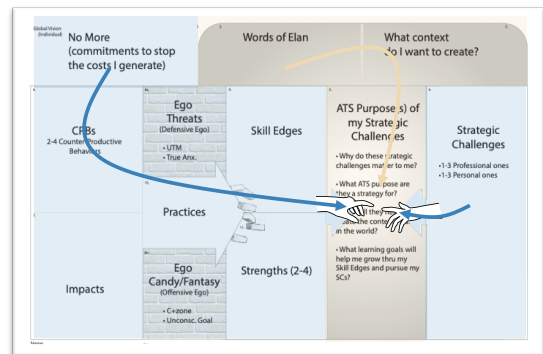 Global Vision
(Individual)
No More
(commitments to stop
the costs I generate)
Words of Elan
What context
do I want to create?
CPBs
2-4 Counter Productive
Behaviors
Ego
Threats
(Defensive Ego)
• UTM
• True Anx.
Skill Edges
ATS Purpose(s) of
my Strategic
Challenges
• Why do these strategic
challenges matter to me?
• What ATS purpose are
they a strategy for?
they
the
in the world?
• What learning goals will
help me grow thru my
Skill Edges and pursue my
SCs?
Strategic
Challenges
•1-3 Professional ones
•1-3 Personal ones
Practices
Impacts
Ego
Candy/Fantasy
(Offensive Ego)
• C+zone
• Unconsc. Goal
Strengths (2-4)